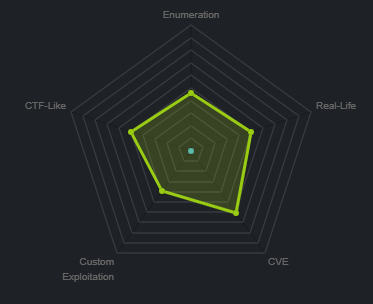 Enumeration
CTF-Like
Real-Life
Custom
Exploitation
CVE